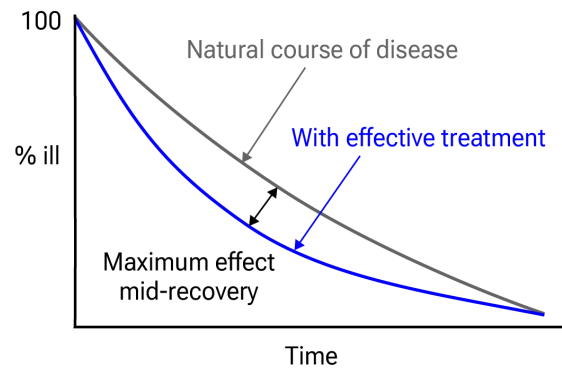 100
Natural course of disease
With effective treatment
% ill
Maximum effect
mid-recovery
Time